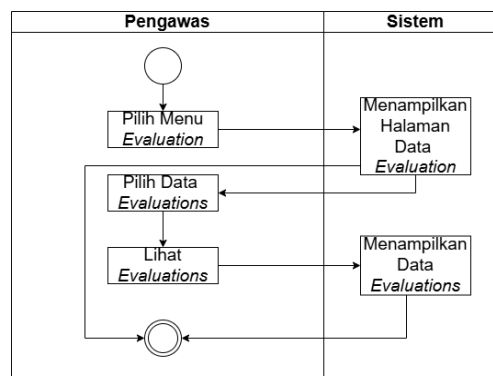 Pengawas
Sistem
Pilih Menu
Evaluation
Menampilkan
Halaman
Data
Evaluation
Pilih Data
Evaluations
Lihat
Evaluations
Menampilkan
Data
Evaluations